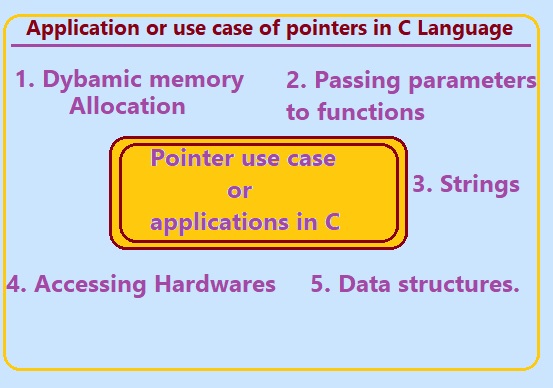 Application or use case of pointers in C Language
1. Dybamic memory
Allocation
2. Passing parameters
to functions
Pointer use case
or
applications in C
3. Strings
4. Accessing Hardwares
5. Data structures.